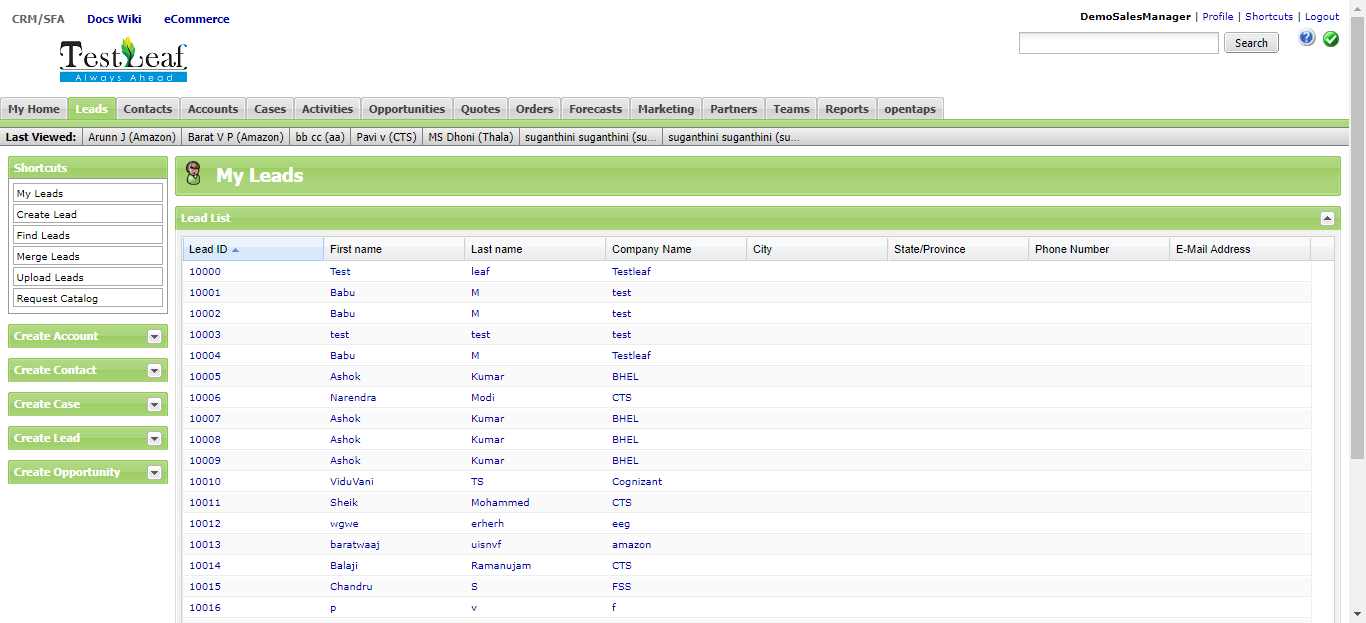 CRM/SFA Docs Wiki eCommerce
DemoSalesManager | Profile | Shortcuts | Logout
TestLeaf
Always Ahead
Search
My Home Leads Contacts Accounts Cases Activities Opportunities Quotes Orders Forecasts Marketing Partners Teams Reports opentaps
Last Viewed: Arunn J (Amazon) Barat V P (Amazon) bb cc (aa) Pavi v (CTS) MS Dhoni (Thala) suganthini suganthini (su... suganthini suganthini (su...
Shortcuts
My Leads
Create Lead
Find Leads
Merge Leads
Upload Leads
Request Catalog
Create Account
Create Contact
Create Case
Create Lead
Create Opportunity
My Leads
Lead List
Lead ID First name Last name Company Name City State/Province Phone Number E-Mail Address
10000 Test leaf Testleaf
10001 Babu M test
10002 Babu M test
10003 test test test
10004 Babu M Testleaf
10005 Ashok Kumar BHEL
10006 Narendra Modi CTS
10007 Ashok Kumar BHEL
10008 Ashok Kumar BHEL
10009 Ashok Kumar BHEL
10010 ViduVani TS Cognizant
10011 Sheik Mohammed CTS
10012 wgwe erherh eeg
10013 baratwaaj uisnvf amazon
10014 Balaji Ramanujam CTS
10015 Chandru S FSS
10016 p v f